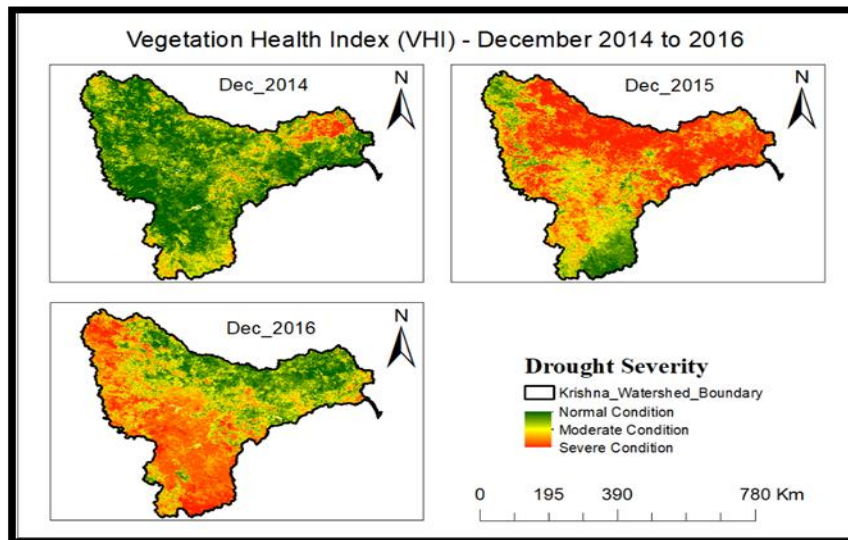 Vegetation Health Index (VHI) - December 2014 to 2016
Dec_2014
N
Dec_2015
N
Dec_2016
N
Drought Severity
Krishna_Watershed_Boundary
Normal Condition
Moderate Condition
Severe Condition
0 195 390 780 Km